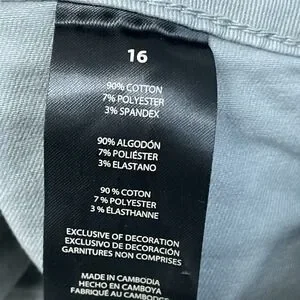 16
90% COTTON
7% POLYESTER
3% SPANDEX
90% ALGODÓN
7% POLIÉSTER
3% ELASTANO
90 % COTON
7 % POLYESTER
3 % ÉLASTHANNE
EXCLUSIVE OF DECORATION
EXCLUSIVO DE DECORACIÓN
GARNITURES NON COMPRISES
MADE IN CAMBODIA
HECHO EN CAMBOYA
FABRIQUÉ AU CAMBODGE